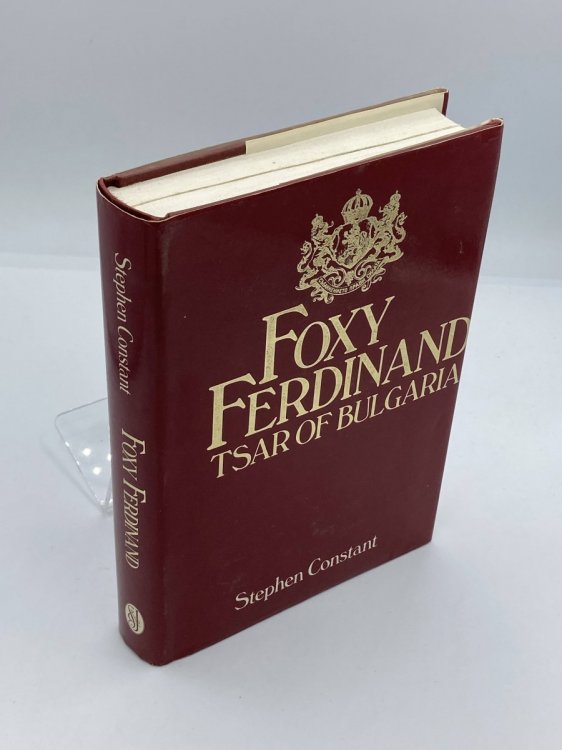 FOXY
FERDINAND
TSAR OF BULGARIA
Stephen Constant
Stephen Constant
FOXY FERDINAND